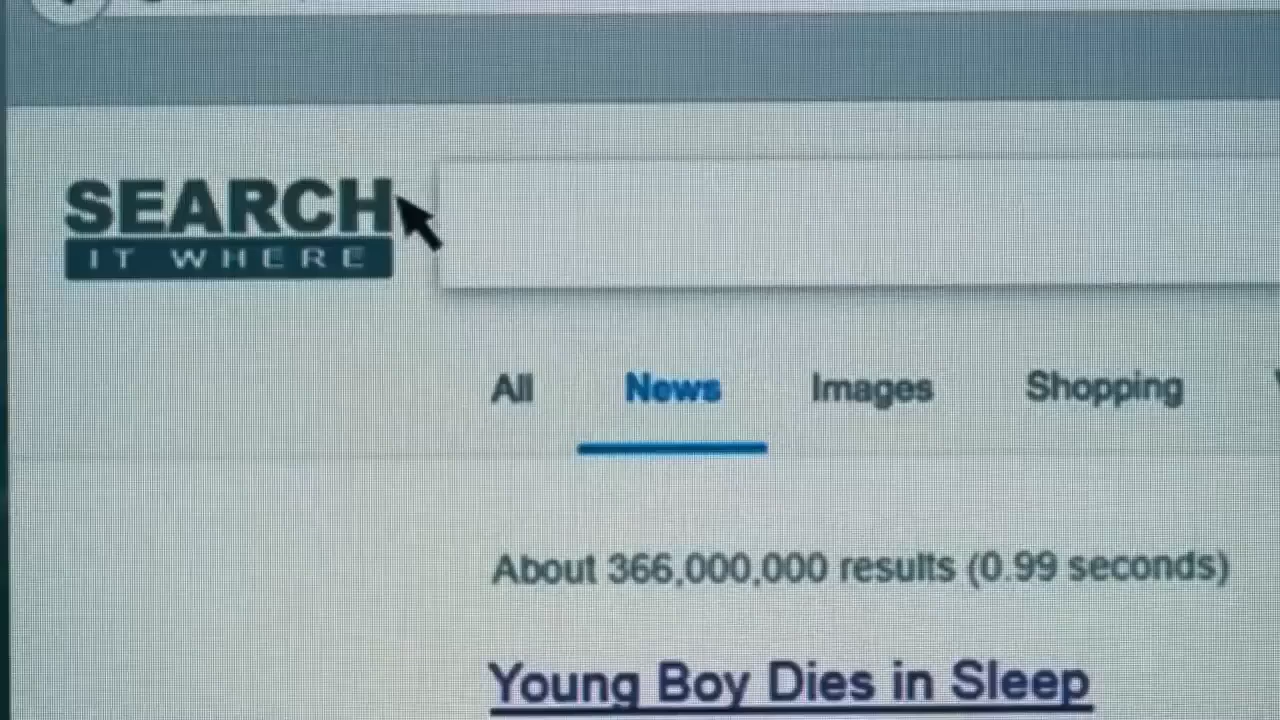 SEARCH
IT WHERE
All News Images Shopping
About 366,000,000 results (0.99 seconds)
Young Boy Dies in Sleep